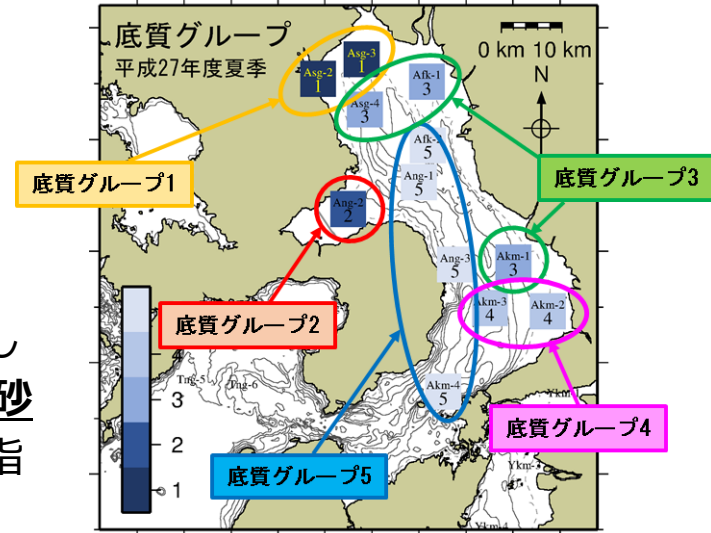 底質グループ
平成27年度夏季
0 km 10 km
N
Asg-3
1
Asg-2
1
Afk-1
3
Asg-4
3
5
Ang-1
5
底質グループ1
底質グループ3
Ang-2
2
Ang-3
5
Akm-1
3
Akm-3
4
Akm-2
4
底質グループ2
し
砂
指
4
3
2
1
Tng-5
Tng-6
Akm-4
5
底質グループ4
底質グループ5
Ykm-4